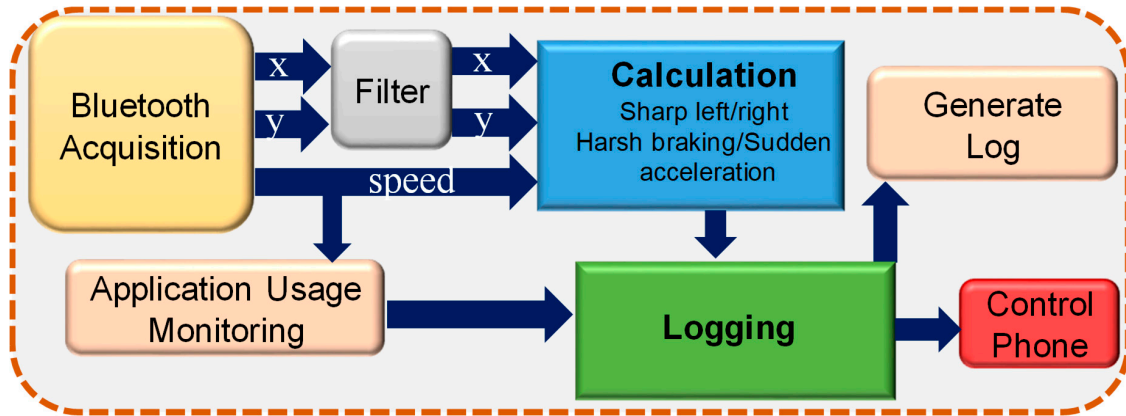 Bluetooth
Acquisition
x
y
Filter
x
y
speed
Calculation
Sharp left/right
Harsh braking/Sudden
acceleration
Generate
Log
Application Usage
Monitoring
Logging
Control
Phone